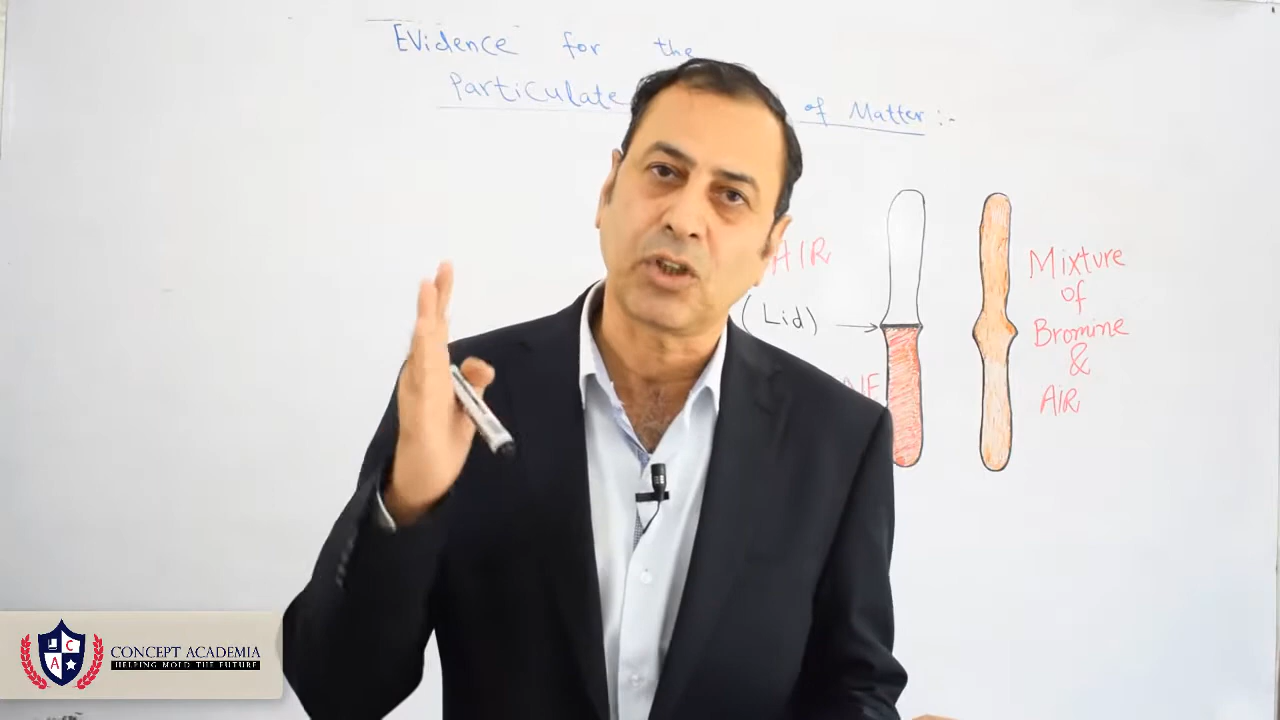 Evidence for the
Particulate of Matter :-
AIR
(Lid)
Mixture
of
Bromine
&
AIR
C
A
CONCEPT ACADEMIA
HELPING MOLD THE FUTURE